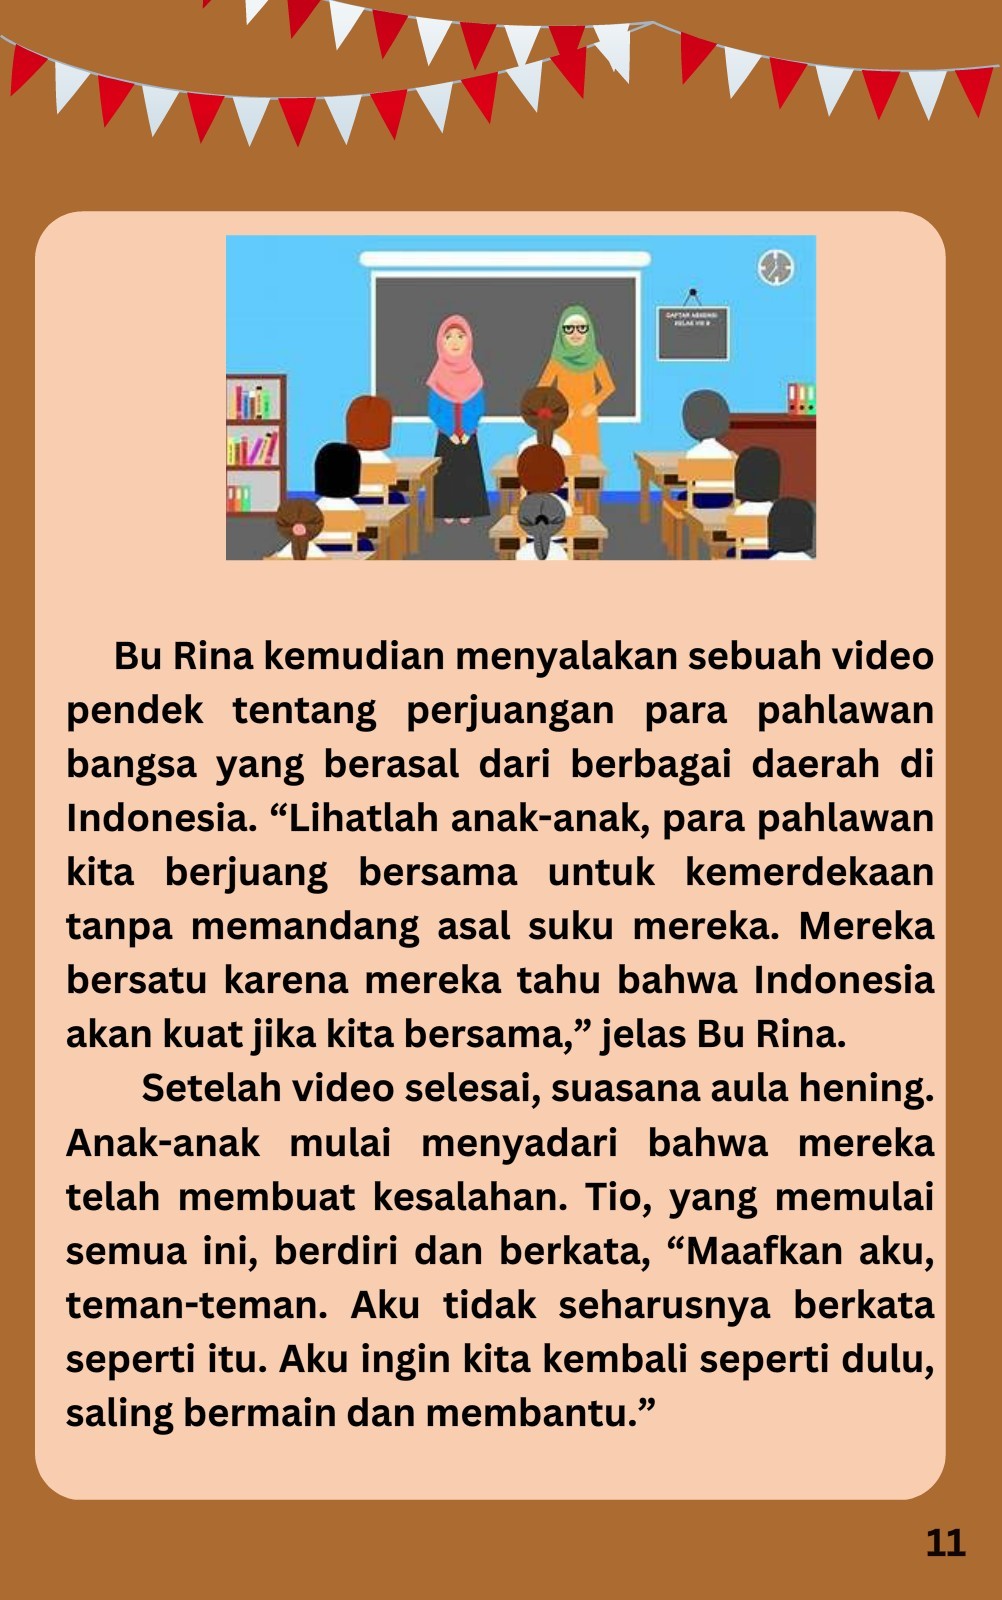 DAFTAR ABSENSI
KELAS VIII B
Bu Rina kemudian menyalakan sebuah video
pendek tentang perjuangan para pahlawan
bangsa yang berasal dari berbagai daerah di
Indonesia. “Lihatlah anak-anak, para pahlawan
kita berjuang bersama untuk kemerdekaan
tanpa memandang asal suku mereka. Mereka
bersatu karena mereka tahu bahwa Indonesia
akan kuat jika kita bersama,” jelas Bu Rina.
Setelah video selesai, suasana aula hening.
Anak-anak mulai menyadari bahwa mereka
telah membuat kesalahan. Tio, yang memulai
semua ini, berdiri dan berkata, “Maafkan aku,
teman-teman. Aku tidak seharusnya berkata
seperti itu. Aku ingin kita kembali seperti dulu,
saling bermain dan membantu.”
11